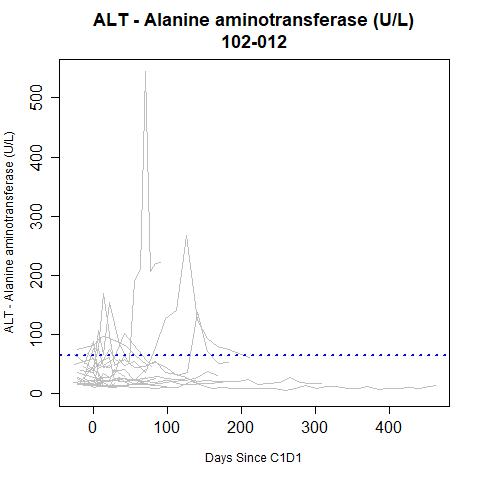 ALT - Alanine aminotransferase (U/L)
102-012
ALT - Alanine aminotransferase (U/L)
500
400
300
200
100
0
0 100 200 300 400
Days Since C1D1